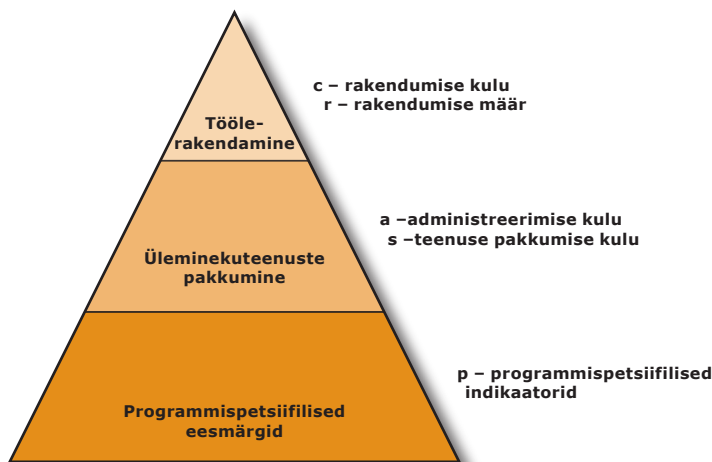 c – rakendumise kulu
r – rakendumise määr
Tööle-
rakendamine
a –administreerimise kulu
s –teenuse pakkumise kulu
Üleminekuteenuste
pakkumine
p – programmispetsiifilised
indikaatorid
Programmispetsiifilised
eesmärgid